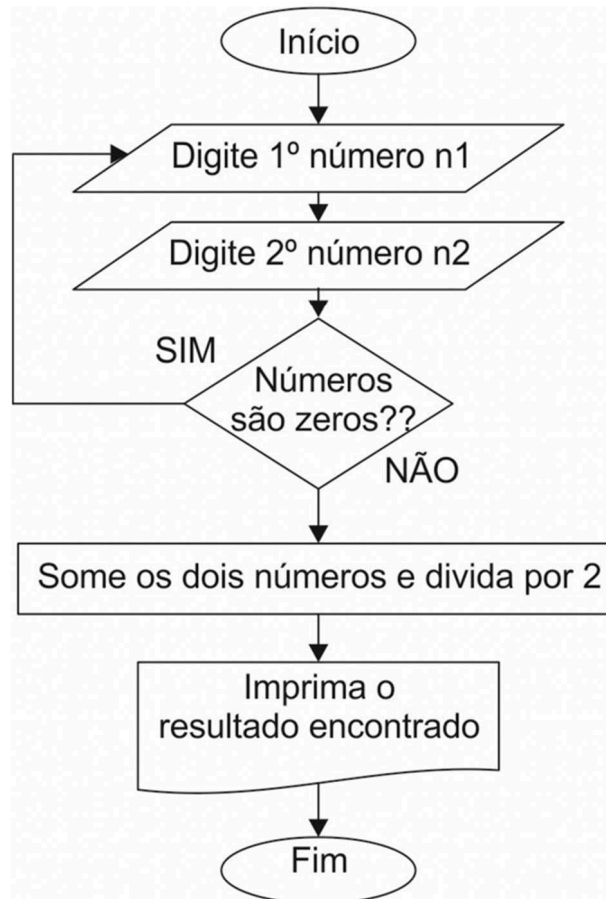 Início
Digite 1º número n1
Digite 2º número n2
SIM
Números
são zeros??
NÃO
Some os dois números e divida por 2
Imprima o
resultado encontrado
Fim